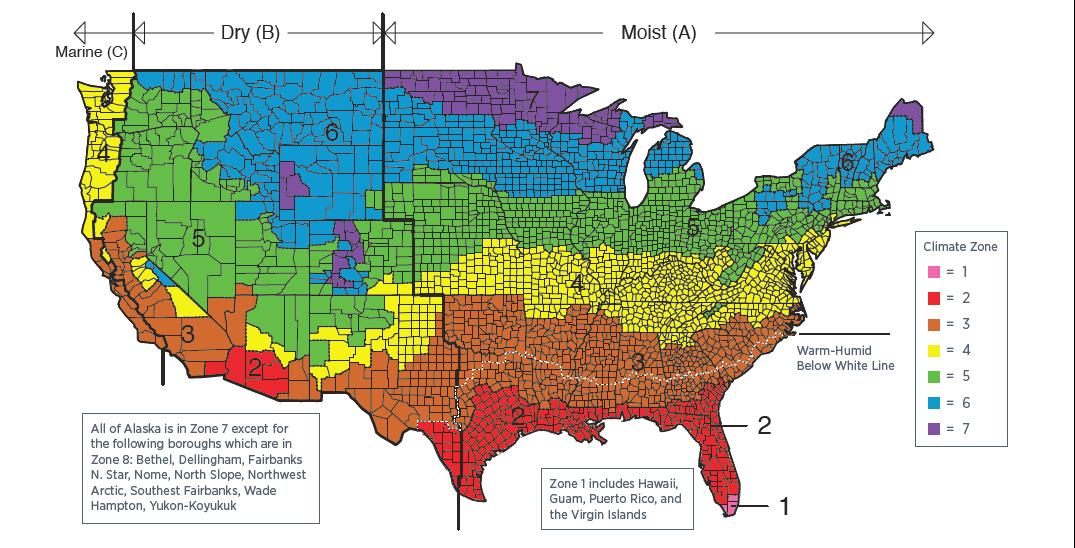 Dry (B)
Moist (A)
Marine (C)
7
6
4
6
5
5
4
3
3
2
2
Climate Zone
= 1
= 2
= 3
= 4
= 5
= 6
= 7
Warm-Humid
Below White Line
2
1
All of Alaska is in Zone 7 except for
the following boroughs which are in
Zone 8: Bethel, Dellingham, Fairbanks
N. Star, Nome, North Slope, Northwest
Arctic, Southest Fairbanks, Wade
Hampton, Yukon-Koyukuk
Zone 1 includes Hawaii,
Guam, Puerto Rico, and
the Virgin Islands